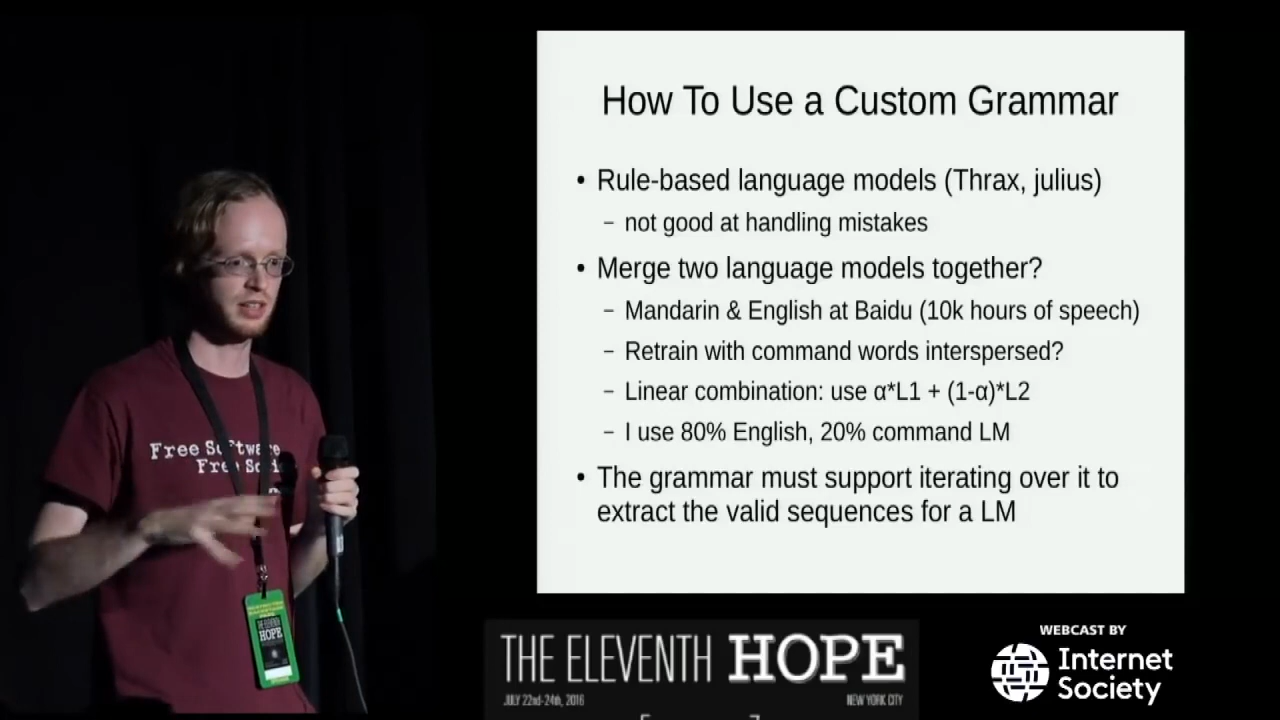 How To Use a Custom Grammar
• Rule-based language models (Thrax, julius)
– not good at handling mistakes
• Merge two language models together?
– Mandarin & English at Baidu (10k hours of speech)
– Retrain with command words interspersed?
– Linear combination: use α*L1 + (1-α)*L2
– I use 80% English, 20% command LM
• The grammar must support iterating over it to
extract the valid sequences for a LM
Free Software
Free
THE ELEVENTH
HOPE
THE ELEVENTH HOPE
JULY 22nd-24th, 2016
NEW YORK CITY
WEBCAST BY
Internet
Society